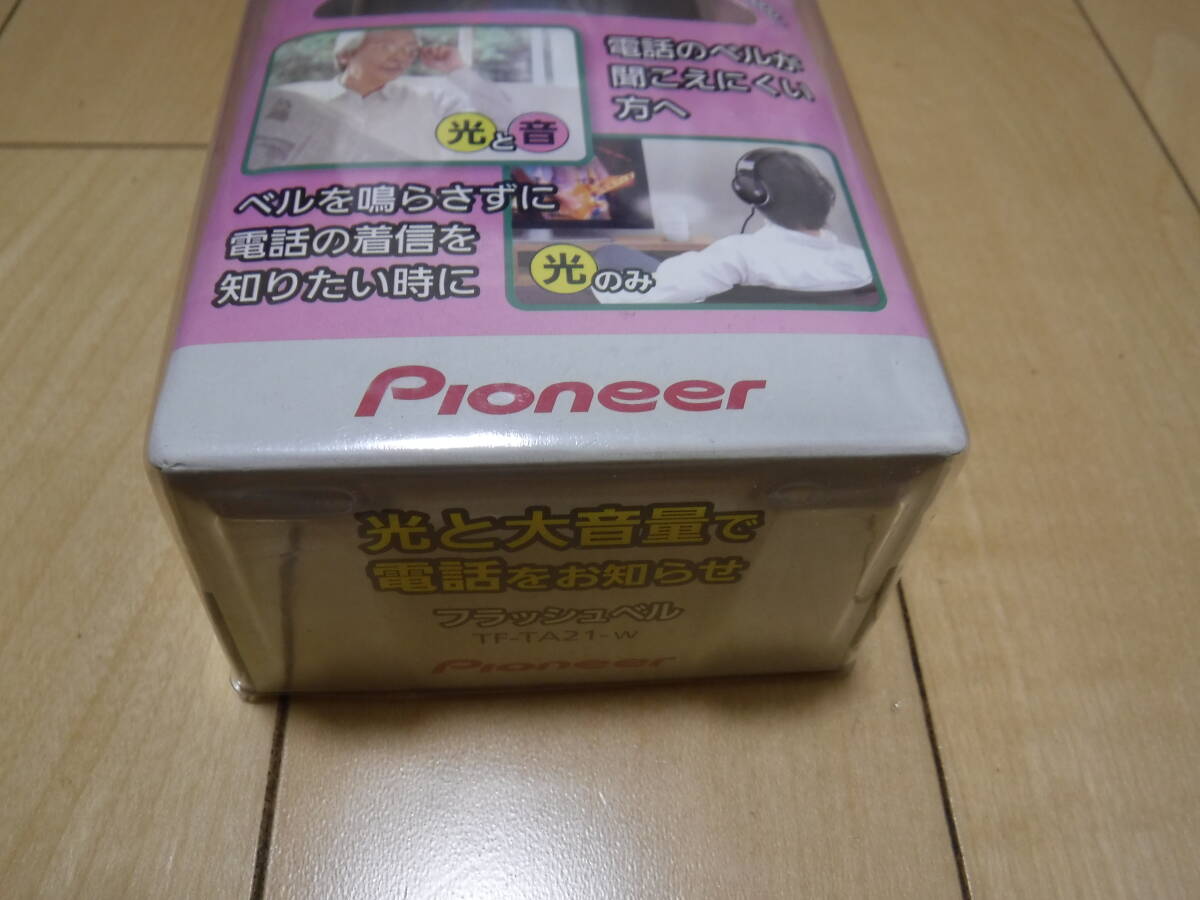 電話のベルが
聞こえにくい
方へ
光と音
ベルを鳴らさずに
電話の着信を
知りたい時に
光のみ
Pioneer
光と大音量で
電話をお知らせ
フラッシュベル
TF-TA21-W
Pioneer